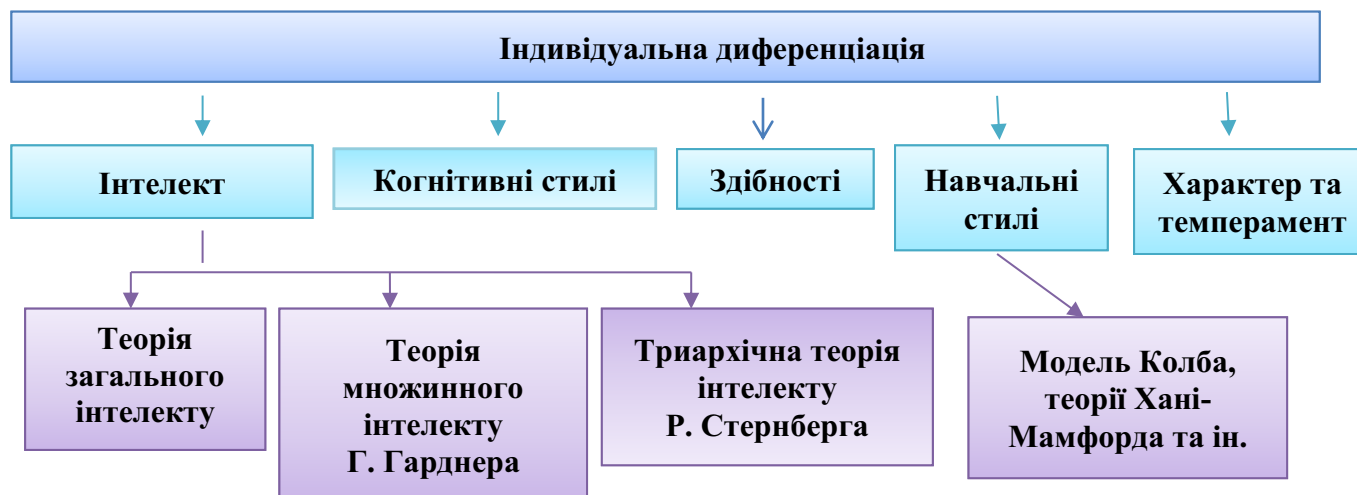 Індивідуальна диференціація
Інтелект
Когнітивні стилі
Здібності
Навчальні
стилі
Характер та
темперамент
Теорія
загального
інтелекту
Теорія
множинного
інтелекту
Г. Гарднера
Триархічна теорія
інтелекту
Р. Стернберга
Модель Колба,
теорії Хані-
Мамфорда та ін.